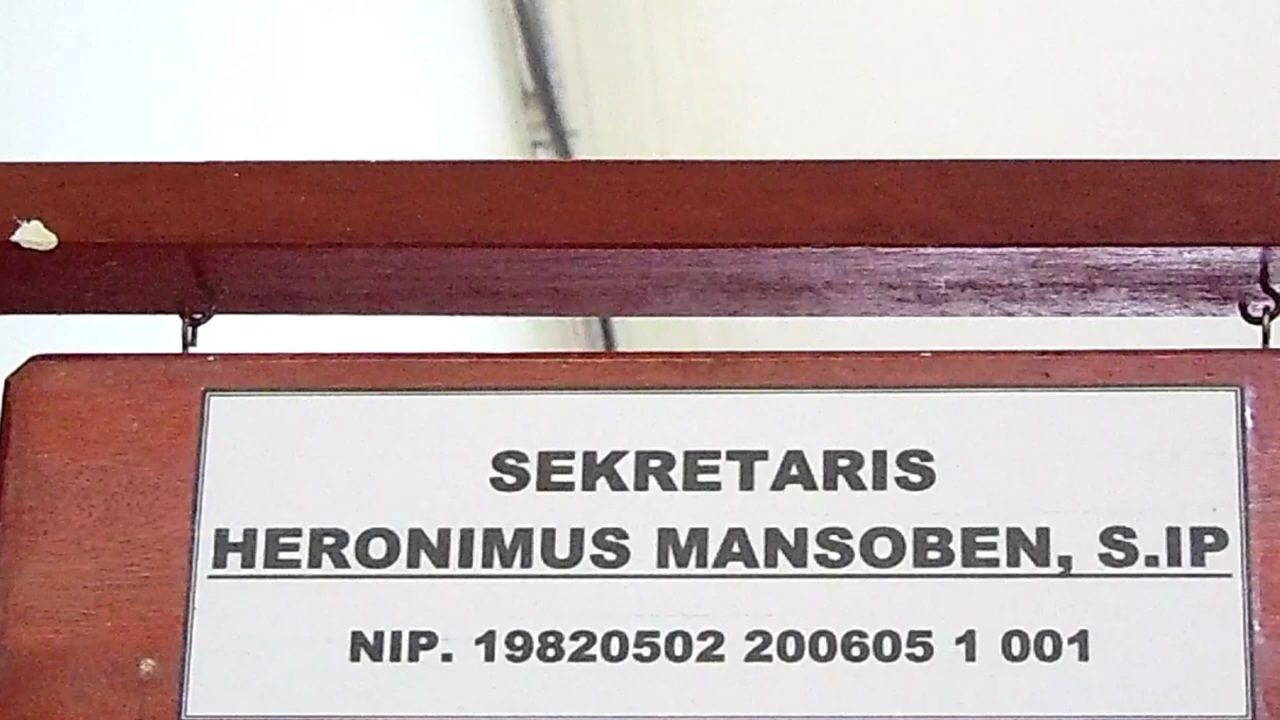 SEKRETARIS
HERONIMUS MANSOBEN, S.IP
NIP. 19820502 200605 1 001